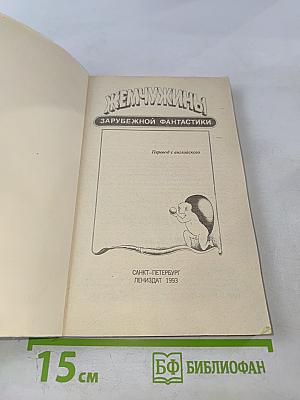 ЖЕМЧУЖИНЫ
ЗАРУБЕЖНОЙ ФАНТАСТИКИ
Перевод с английского
САНКТ-ПЕТЕРБУРГ
ЛЕНИЗДАТ 1993
15 см
БФ БИБЛИОФАН